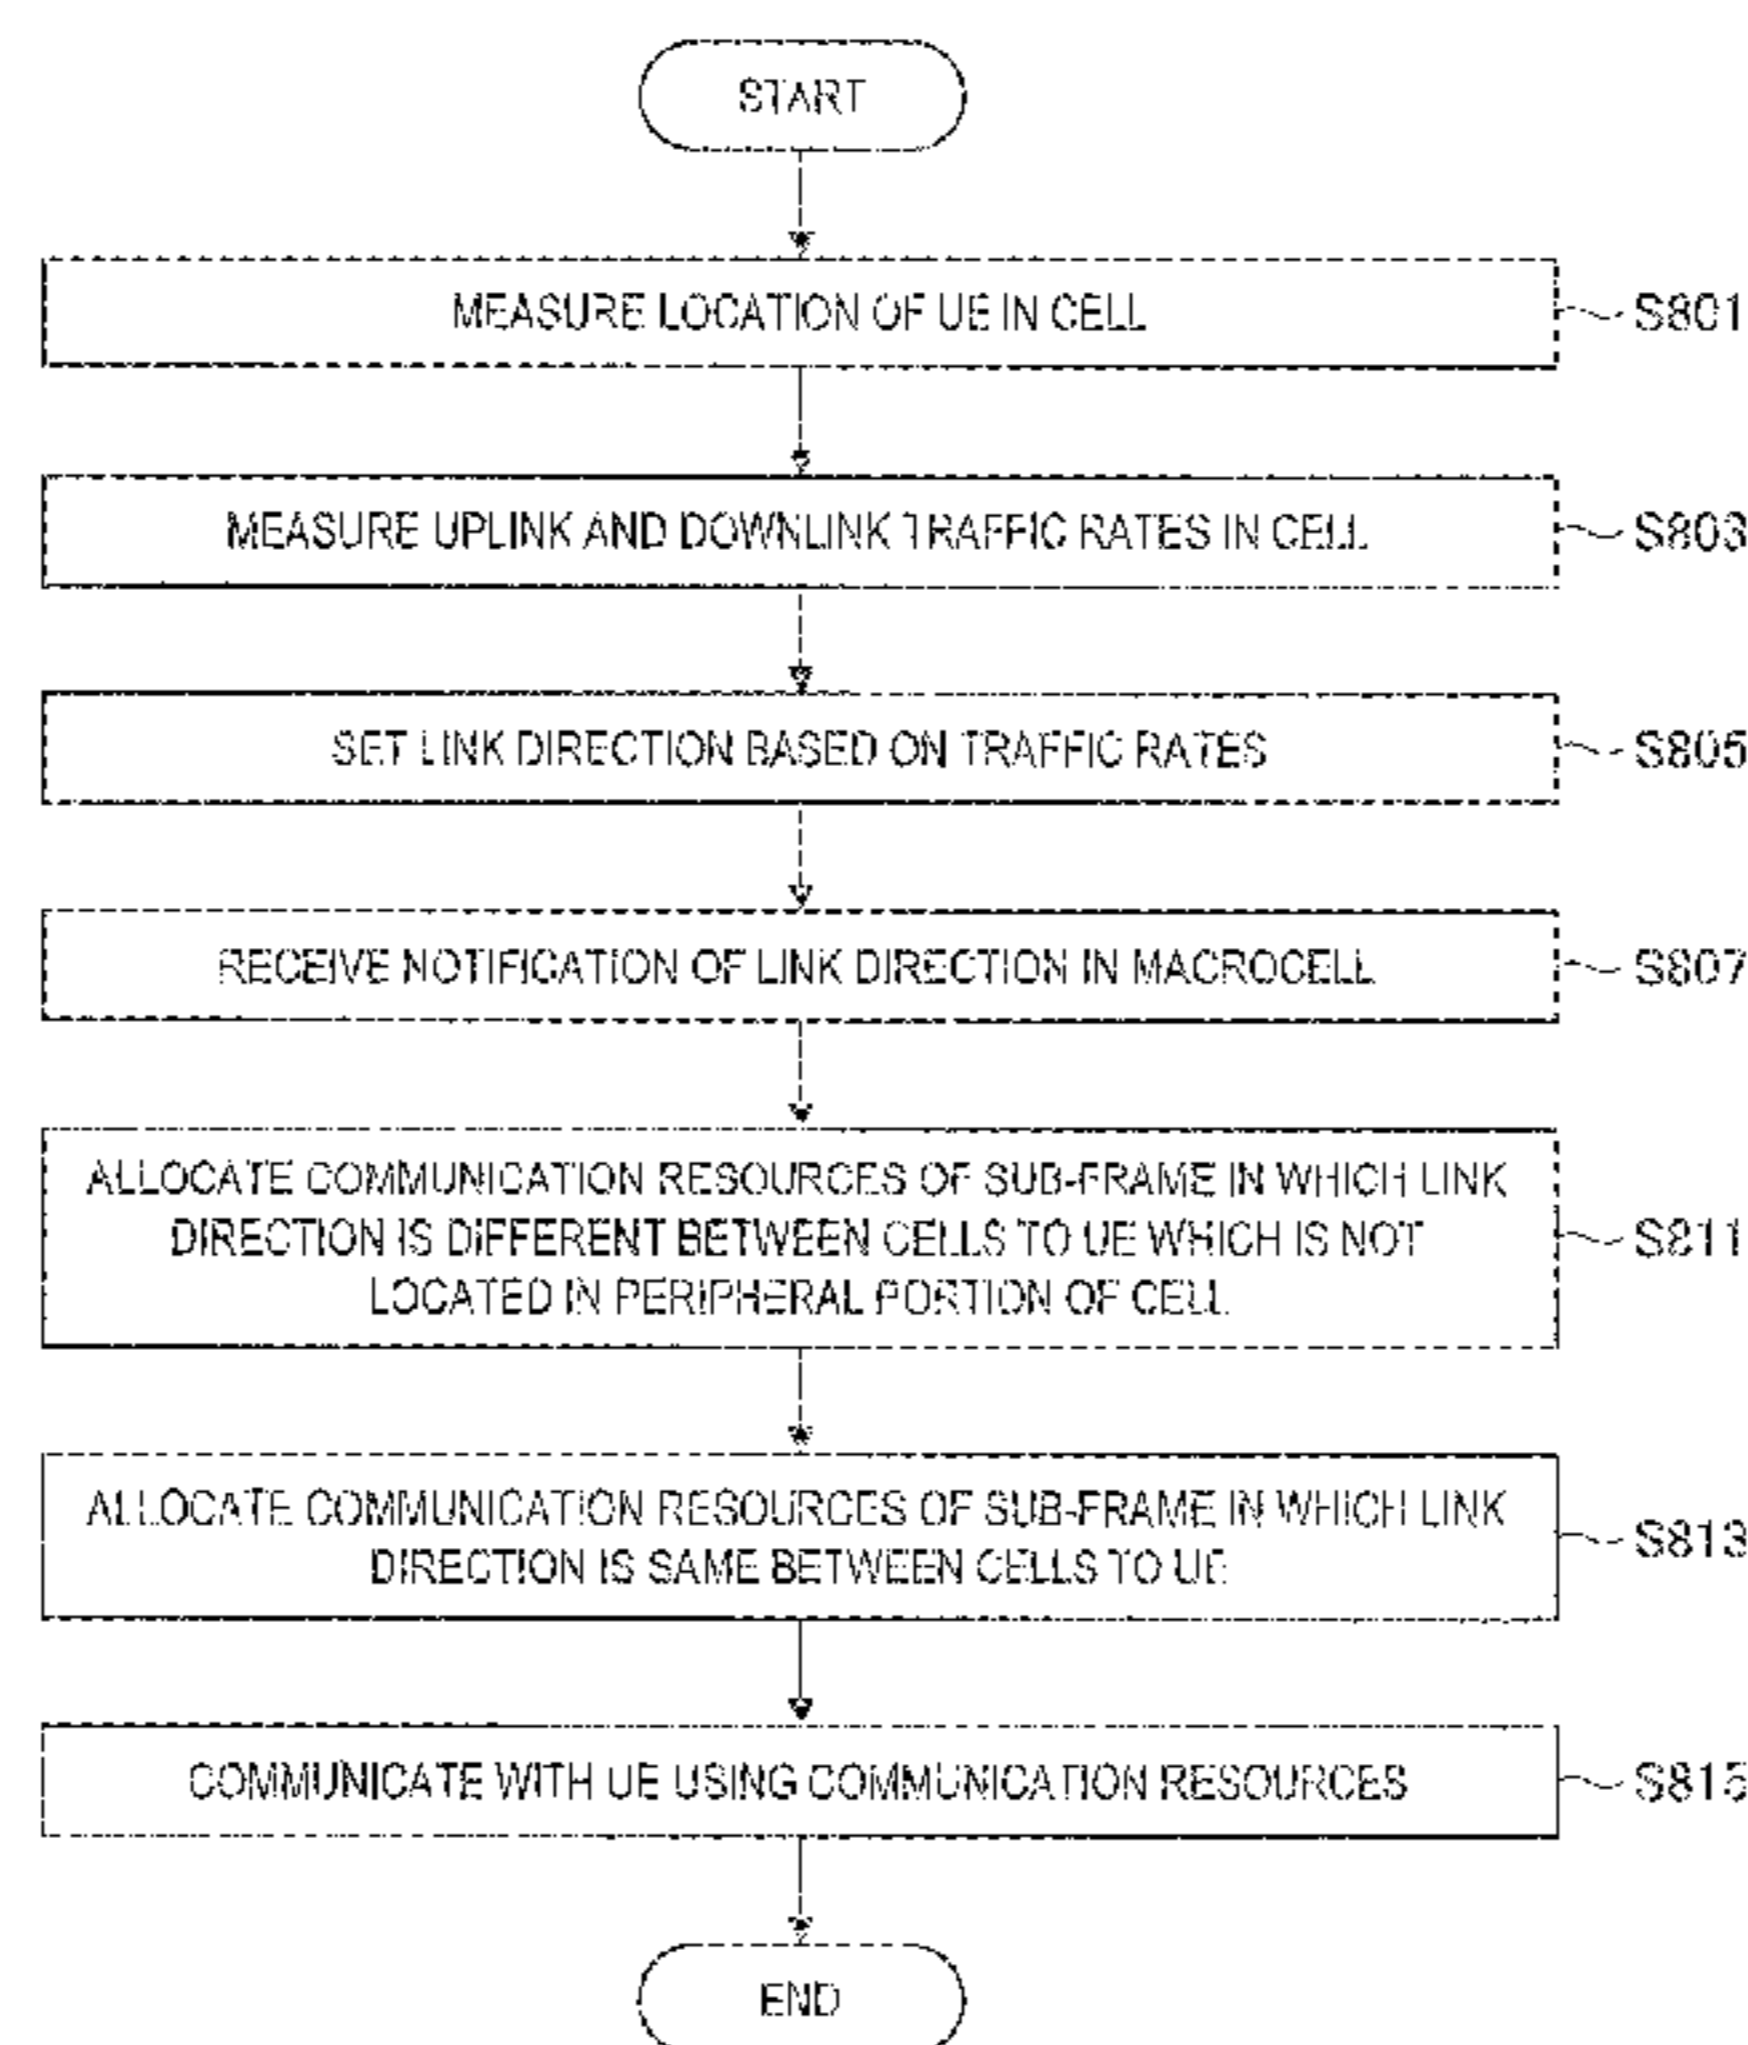 START
MEASURE LOCATION OF UE IN CELL
S801
MEASURE UPLINK AND DOWNLINK TRAFFIC RATES IN CELL
S803
SET LINK DIRECTION BASED ON TRAFFIC RATES
S805
RECEIVE NOTIFICATION OF LINK DIRECTION IN MACROCELL
S807
ALLOCATE COMMUNICATION RESOURCES OF SUB-FRAME IN WHICH LINK
DIRECTION IS DIFFERENT BETWEEN CELLS TO UE WHICH IS NOT
LOCATED IN PERIPHERAL PORTION OF CELL
S811
ALLOCATE COMMUNICATION RESOURCES OF SUB-FRAME IN WHICH LINK
DIRECTION IS SAME BETWEEN CELLS TO UE
S813
COMMUNICATE WITH UE USING COMMUNICATION RESOURCES
S815
END